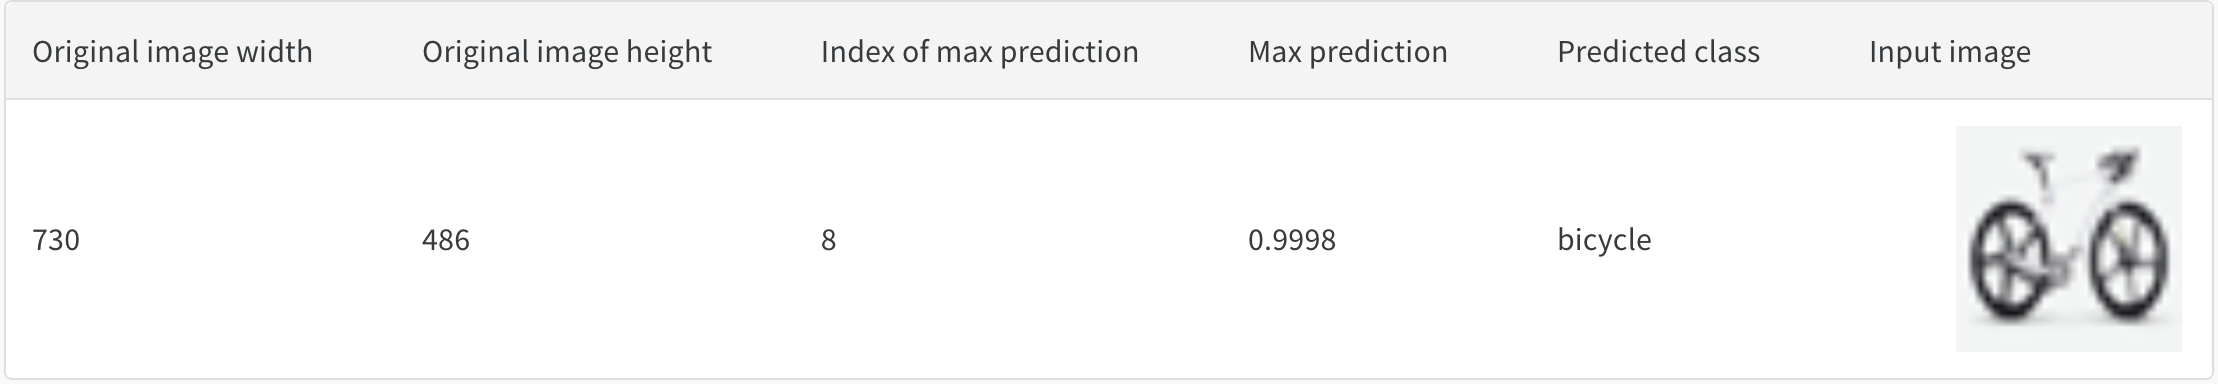 Original image width Original image height Index of max prediction Max prediction Predicted class Input image
730 486 8 0.9998 bicycle